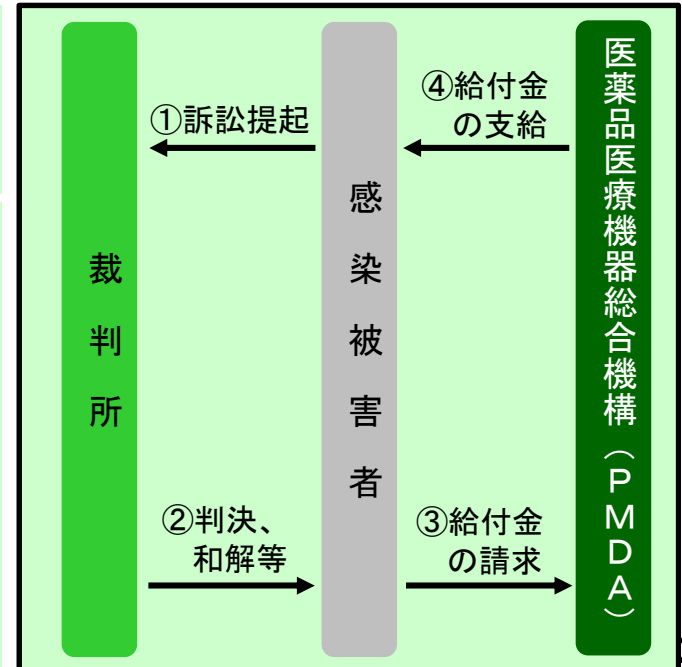 裁判所
①訴訟提起
②判決、
和解等
感染被害者
④給付金
の支給
③給付金
の請求
医薬品医療機器総合機構（ＰＭＤＡ）